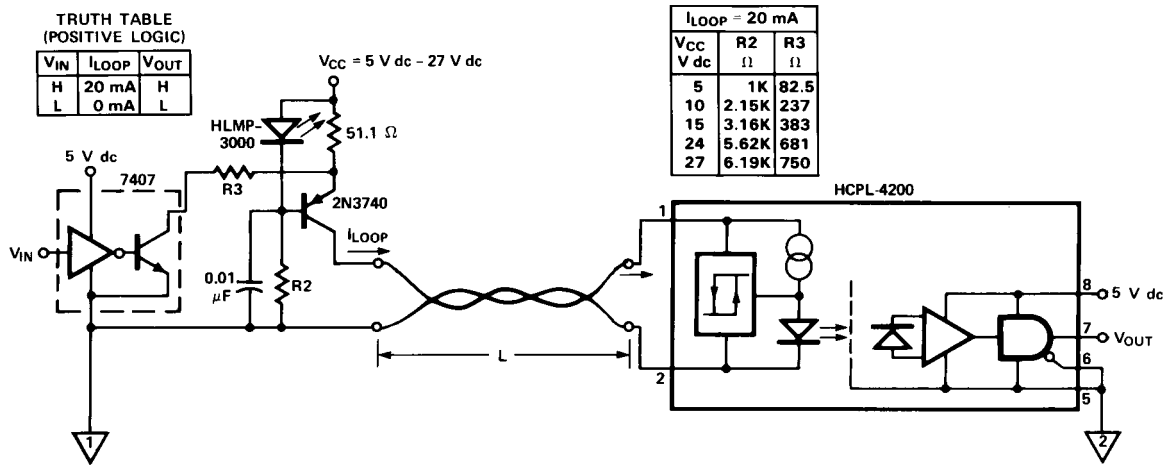 TRUTH TABLE
(POSITIVE LOGIC)
VIN ILOOP VOUT
H 20 mA H
L 0 mA L
VCC = 5 V dc – 27 V dc
HLMP-
3000
51.1 Ω
5 V dc
7407
R3
2N3740
VIN
iLOOP
0.01
μF
R2
L
1
ILOOP = 20 mA
VCC R2 R3
V dc Ω Ω
5 1K 82.5
10 2.15K 237
15 3.16K 383
24 5.62K 681
27 6.19K 750
HCPL-4200
1
2
8
5 V dc
7
VOUT
6
5
2